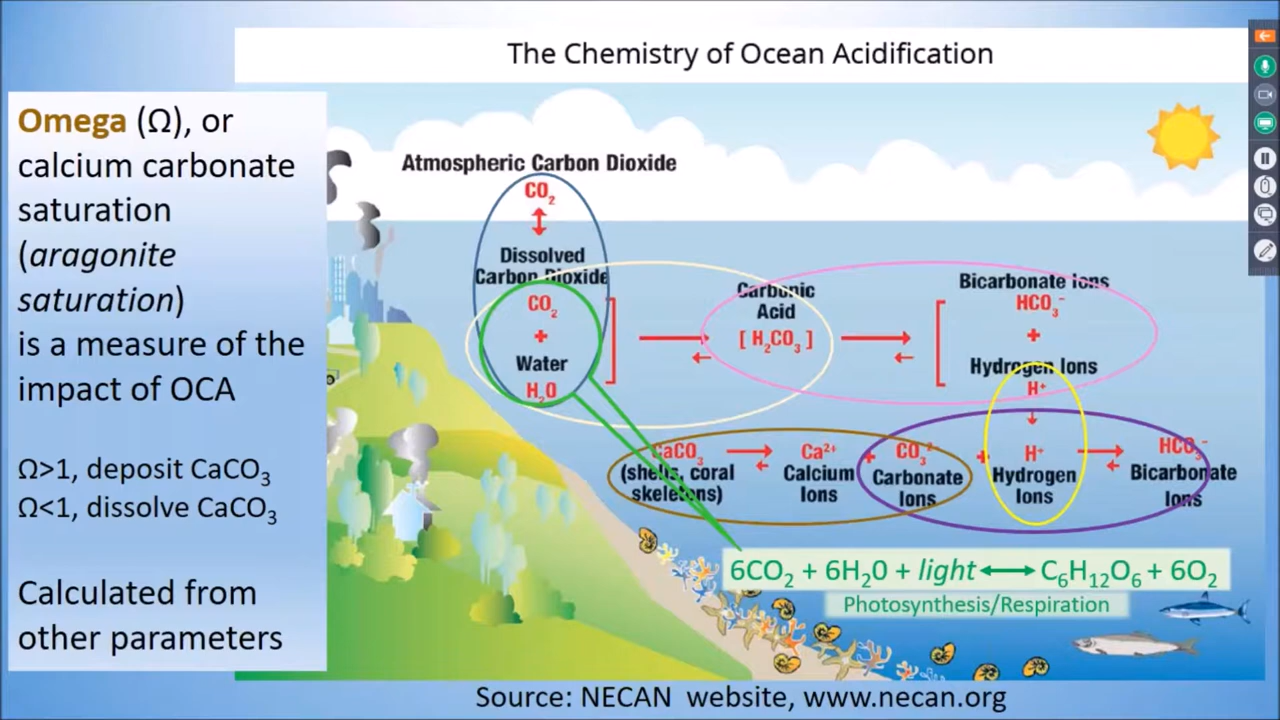 The Chemistry of Ocean Acidification
Omega (Ω), or
calcium carbonate
saturation
(aragonite
saturation)
is a measure of the
impact of OCA
Ω>1, deposit CaCO₃
Ω<1, dissolve CaCO₃
Calculated from
other parameters
Atmospheric Carbon Dioxide
CO₂
Dissolved
Carbon Dioxide
CO₂
+
Water
H₂O
Carbonic
Acid
[ H₂CO₃ ]
Bicarbonate Ions
HCO₃⁻
+
Hydrogen Ions
H⁺
CaCO₃
(shells, coral
skeletons)
Ca²⁺
Calcium
Ions
+
CO₃²⁻
Carbonate
Ions
+
H⁺
Hydrogen
Ions
HCO₃⁻
Bicarbonate
Ions
6CO₂ + 6H₂0 + light ⟷ C₆H₁₂O₆ + 6O₂
Photosynthesis/Respiration
Source: NECAN website, www.necan.org